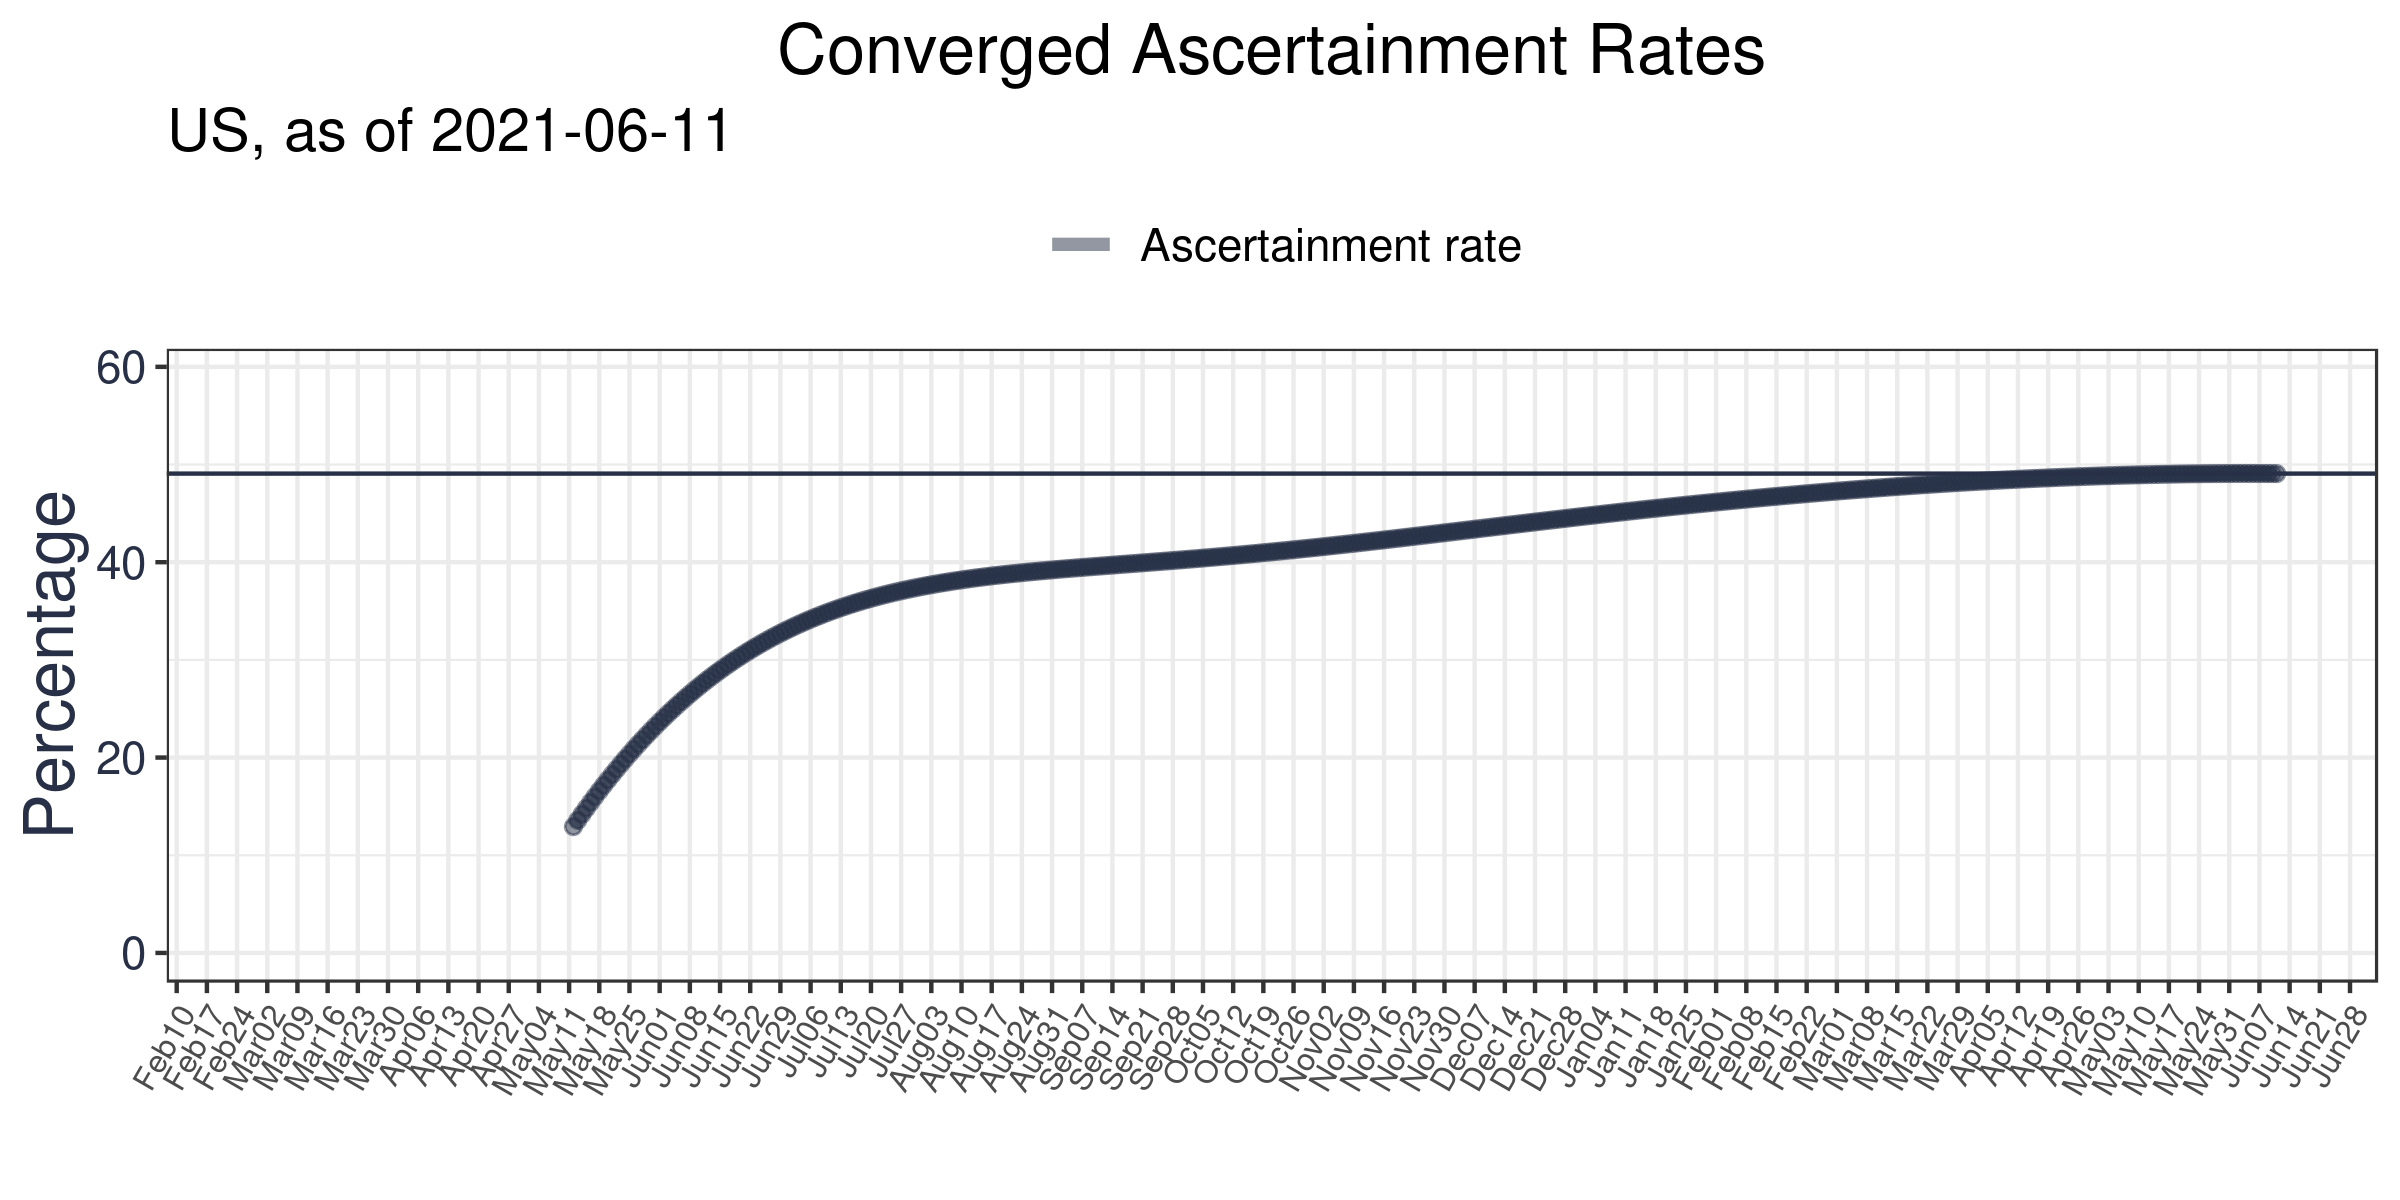 Converged Ascertainment Rates
US, as of 2021-06-11
Ascertainment rate
Percentage
60
40
20
0
Feb10
Feb17
Feb24
Mar02
Mar09
Mar16
Mar23
Mar30
Apr06
Apr13
Apr20
Apr27
May04
May11
May18
May25
Jun01
Jun08
Jun15
Jun22
Jun29
Jul06
Jul13
Jul20
Jul27
Aug03
Aug10
Aug17
Aug24
Aug31
Sep07
Sep14
Sep21
Sep28
Oct05
Oct12
Oct19
Oct26
Nov02
Nov09
Nov16
Nov23
Nov30
Dec07
Dec14
Dec21
Dec28
Jan04
Jan11
Jan18
Jan25
Feb01
Feb08
Feb15
Feb22
Mar01
Mar08
Mar15
Mar22
Mar29
Apr05
Apr12
Apr19
Apr26
May03
May10
May17
May24
May31
Jun07
Jun14
Jun21
Jun28